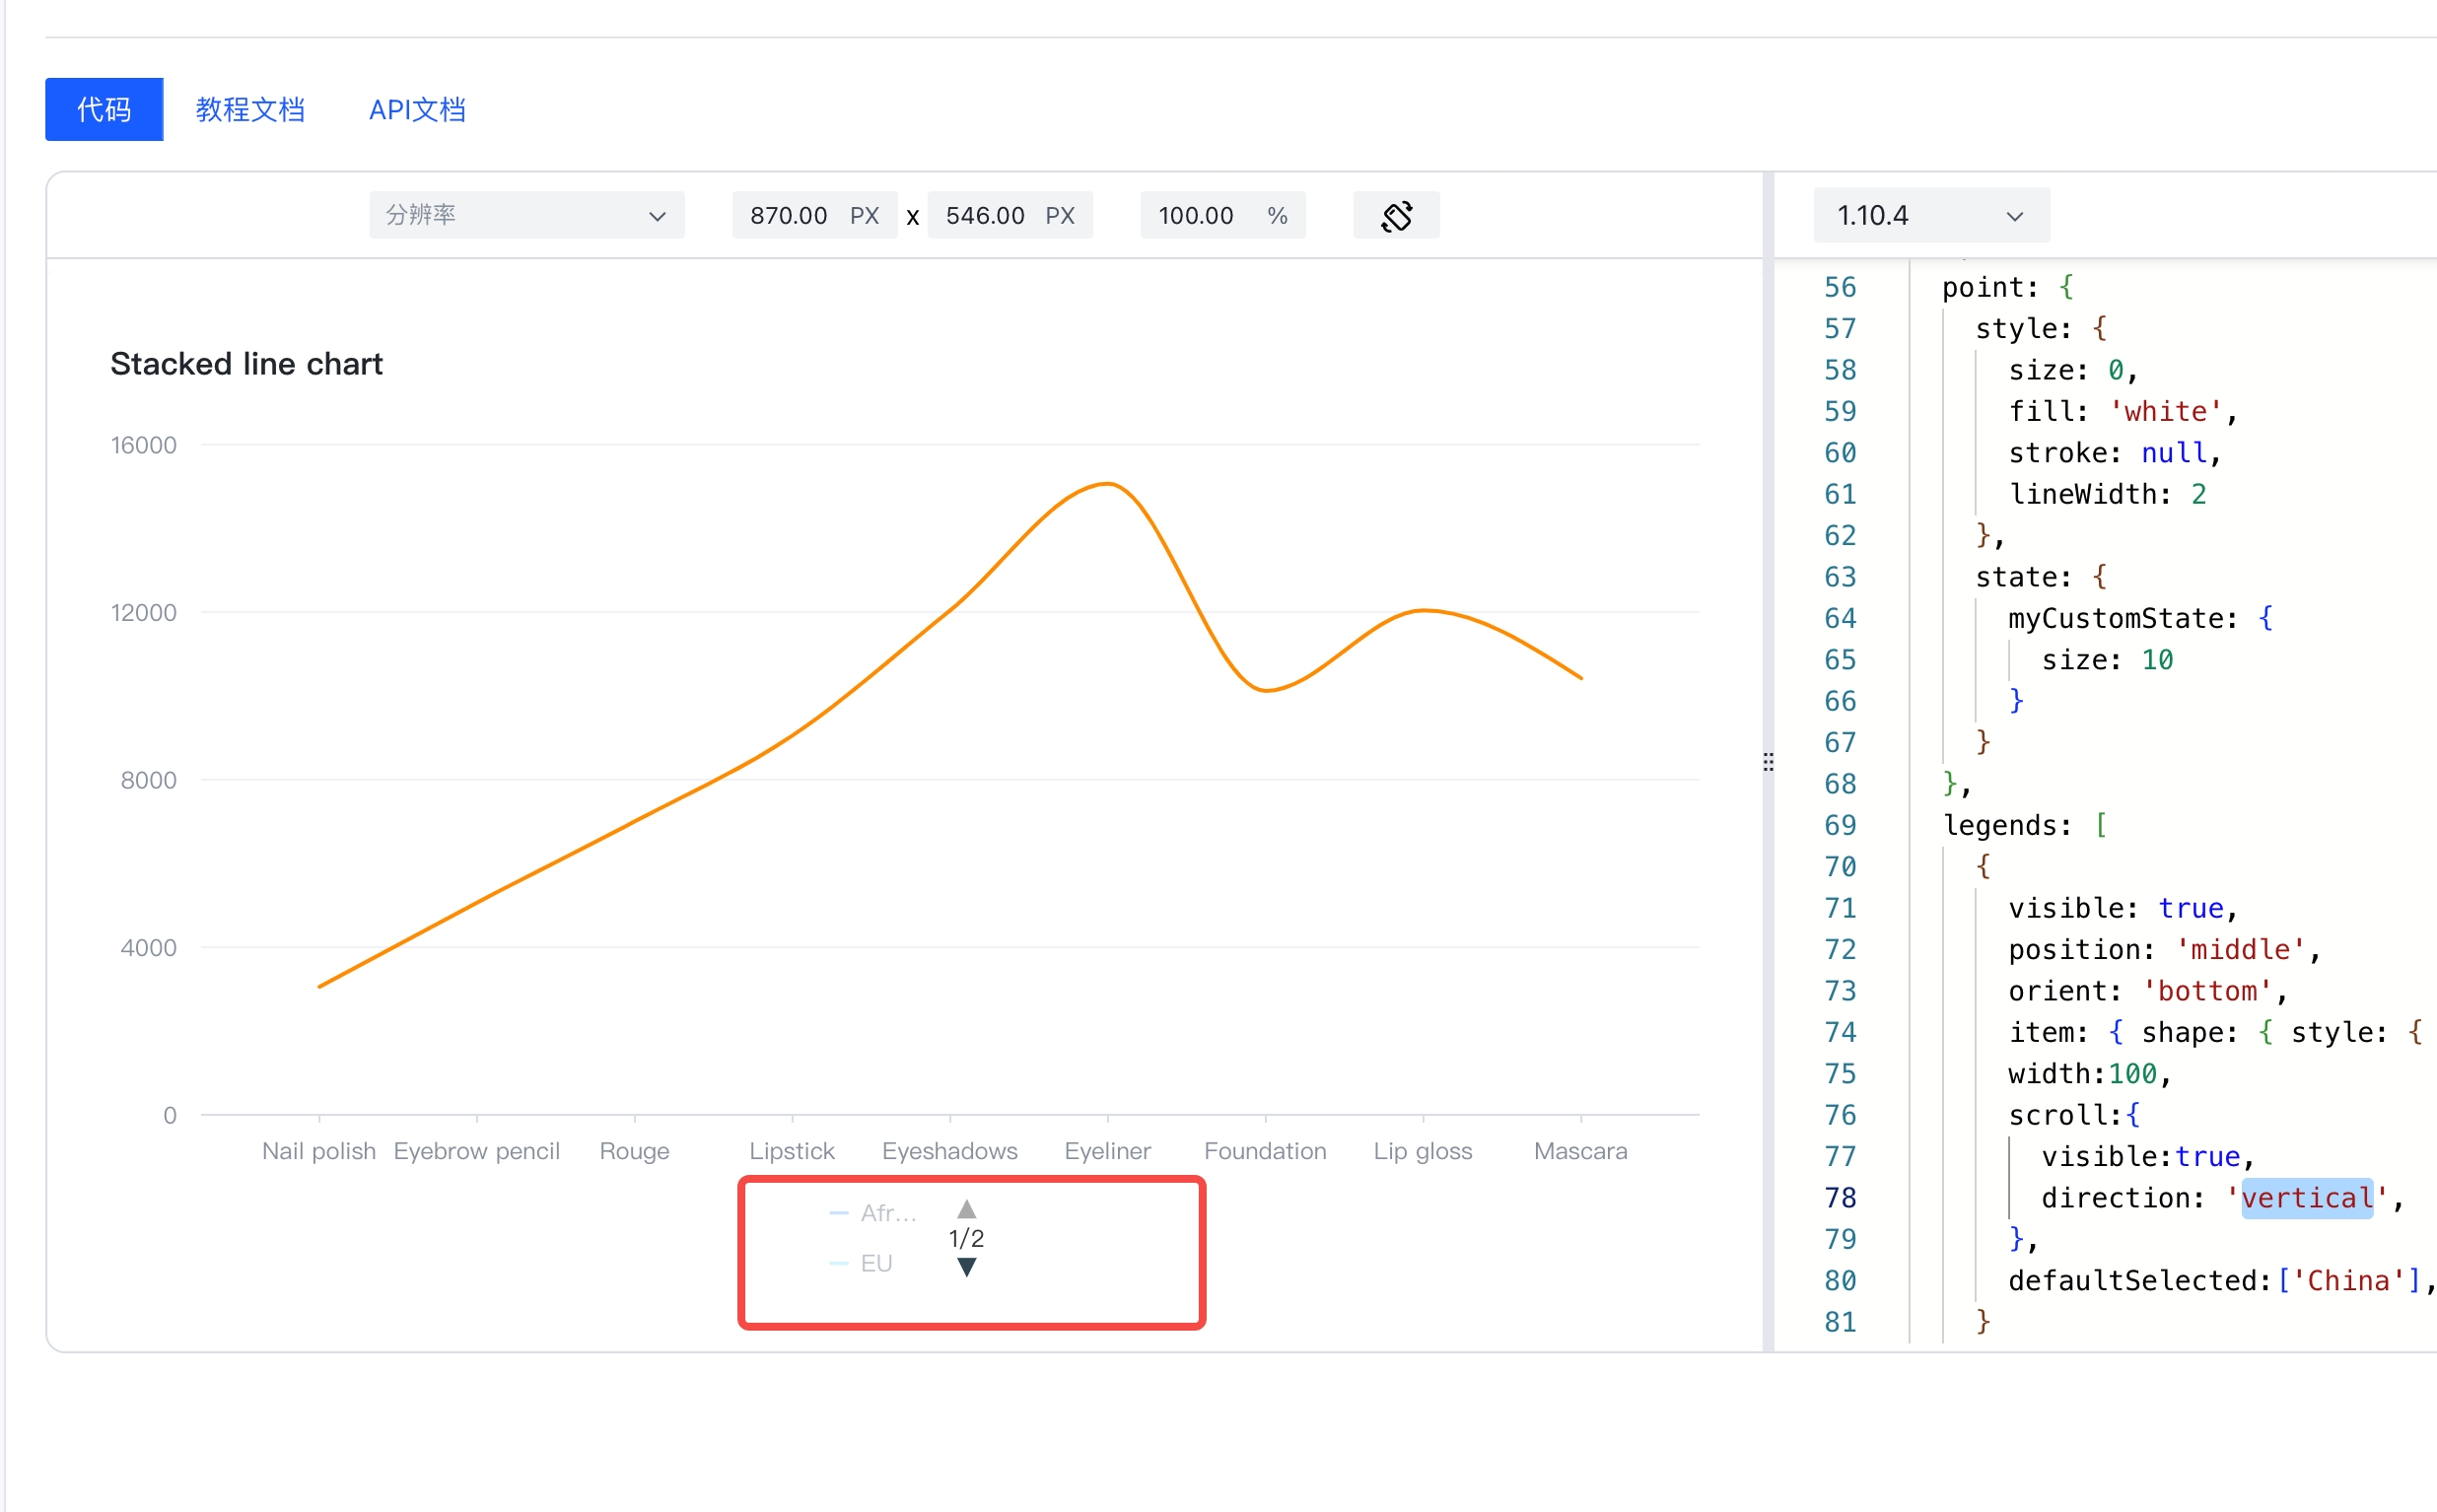 代码 教程文档 API文档
分辨率 870.00 PX x 546.00 PX 100.00 %
Stacked line chart
16000
12000
8000
4000
0
Nail polish Eyebrow pencil Rouge Lipstick Eyeshadows Eyeliner Foundation Lip gloss Mascara
Afr...
1/2
EU
1.10.4
56 point: {
57 style: {
58 size: 0,
59 fill: 'white',
60 stroke: null,
61 lineWidth: 2
62 },
63 state: {
64 myCustomState: {
65 size: 10
66 }
67 }
68 },
69 legends: [
70 {
71 visible: true,
72 position: 'middle',
73 orient: 'bottom',
74 item: { shape: { style: {
75 width:100,
76 scroll:{
77 visible:true,
78 direction: 'vertical',
79 },
80 defaultSelected:['China'],
81 }